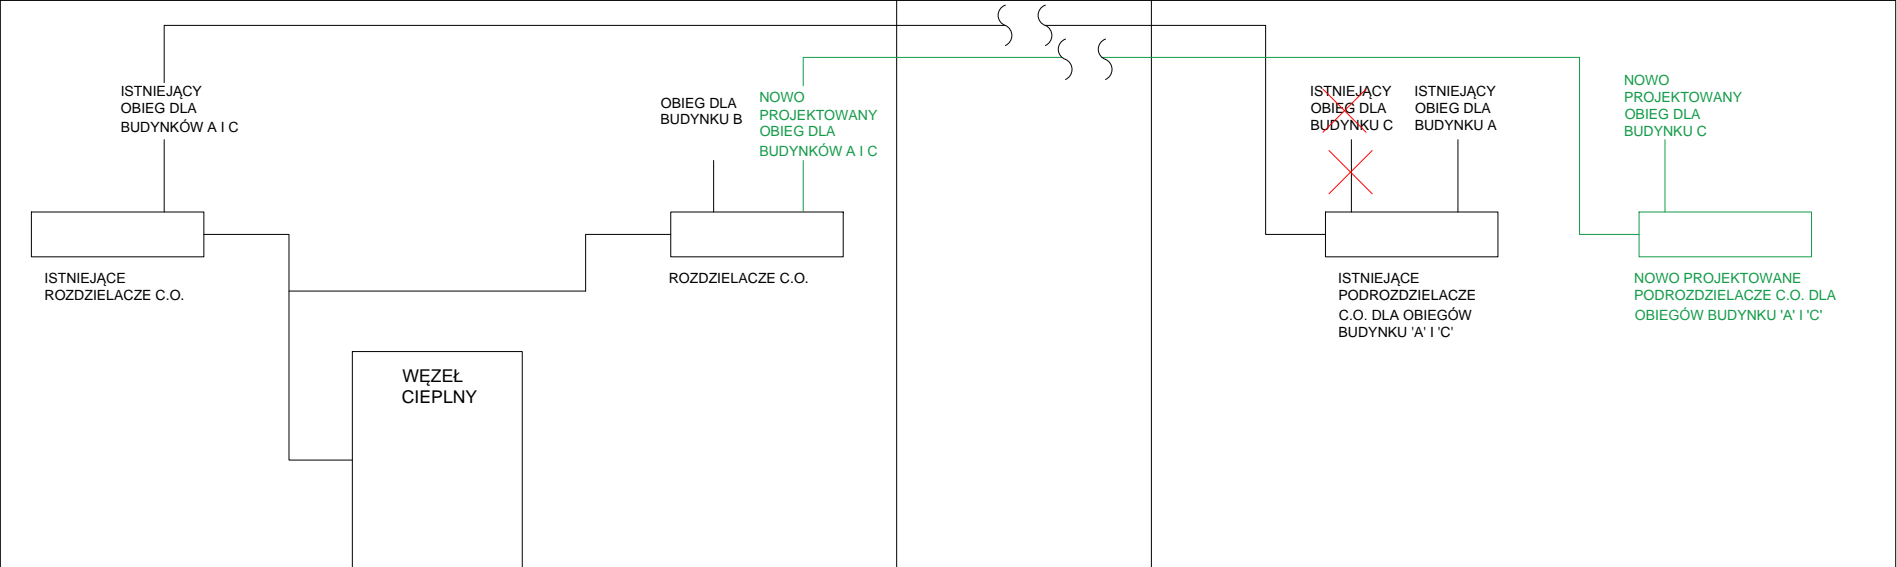 ISTNIEJĄCY
OBIEG DLA
BUDYNKÓW A I C
OBIEG DLA
BUDYNKU B
NOWO
PROJEKTOWANY
OBIEG DLA
BUDYNKÓW A I C
ISTNIEJĄCY
OBIEG DLA
BUDYNKU C
ISTNIEJĄCY
OBIEG DLA
BUDYNKU A
NOWO
PROJEKTOWANY
OBIEG DLA
BUDYNKU C
ISTNIEJĄCE
ROZDZIELACZE C.O.
ROZDZIELACZE C.O.
ISTNIEJĄCE
PODROZDZIELACZE
C.O. DLA OBIEGÓW
BUDYNKU 'A' I 'C'
NOWO PROJEKTOWANE
PODROZDZIELACZE C.O. DLA
OBIEGÓW BUDYNKU 'A' I 'C'
WĘZEŁ
CIEPLNY